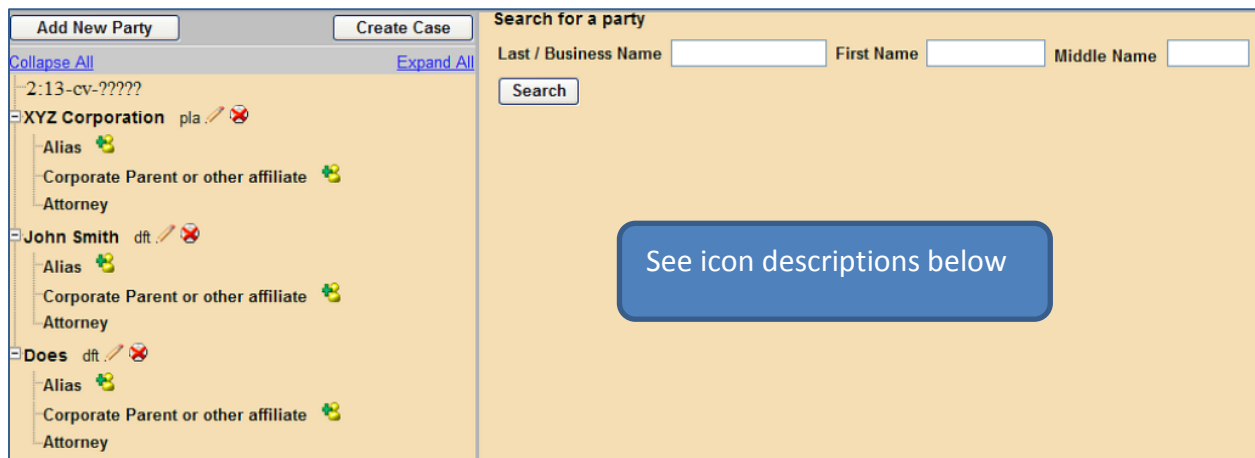 Add New Party Create Case
Collapse All Expand All
2:13-cv-?????
XYZ Corporation pla
Alias
Corporate Parent or other affiliate
Attorney
John Smith dft
Alias
Corporate Parent or other affiliate
Attorney
Does dft
Alias
Corporate Parent or other affiliate
Attorney
Search for a party
Last / Business Name First Name Middle Name
Search
See icon descriptions below